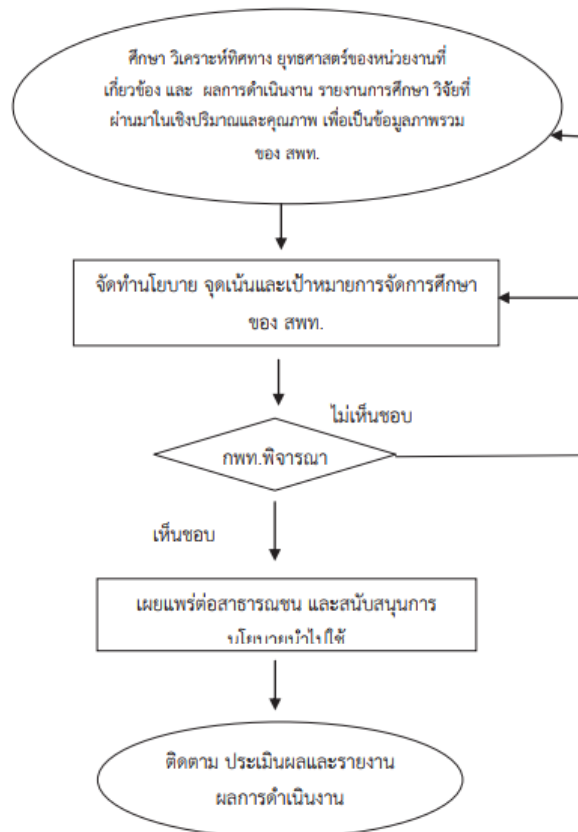 ศึกษา วิเคราะห์ทิศทาง ยุทธศาสตร์ของหน่วยงานที่
เกี่ยวข้อง และ ผลการดำเนินงาน รายงานการศึกษา วิจัยที่
ผ่านมาในเชิงปริมาณและคุณภาพ เพื่อเป็นข้อมูลภาพรวม
ของ สพท.
จัดทำนโยบาย จุดเน้นและเป้าหมายการจัดการศึกษา
ของ สพท.
ไม่เห็นชอบ
กพท.พิจารณา
เห็นชอบ
เผยแพร่ต่อสาธารณชน และสนับสนุนการ
นโยบายนำไปใช้
ติดตาม ประเมินผลและรายงาน
ผลการดำเนินงาน